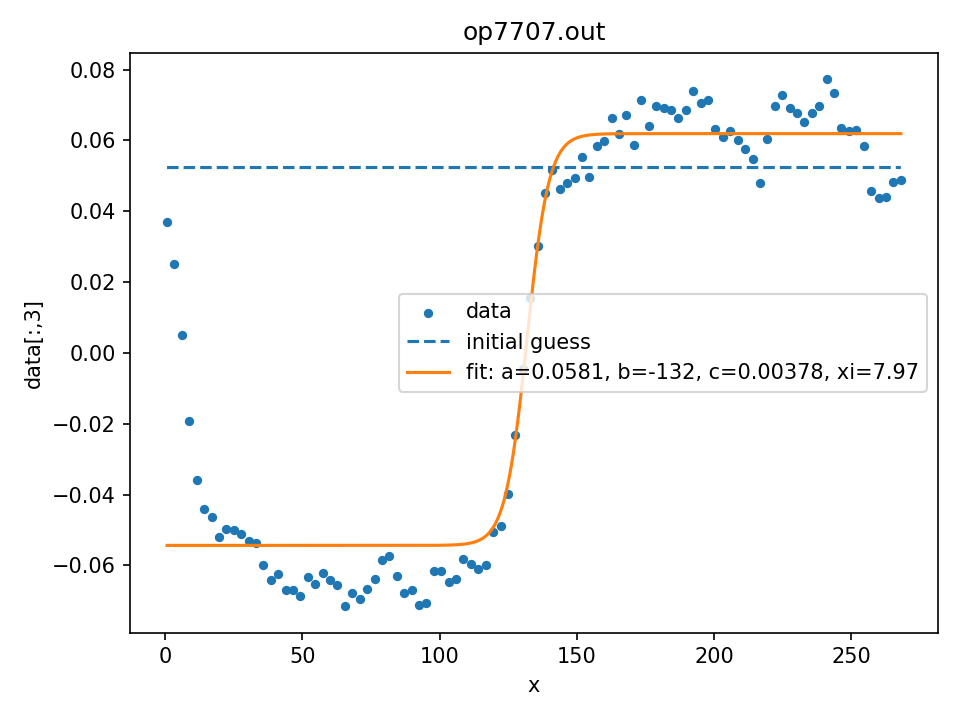 op7707.out
0.08
0.06
0.04
0.02
0.00
−0.02
−0.04
−0.06
data[:,3]
data
initial guess
fit: a=0.0581, b=-132, c=0.00378, xi=7.97
0 50 100 150 200 250
x